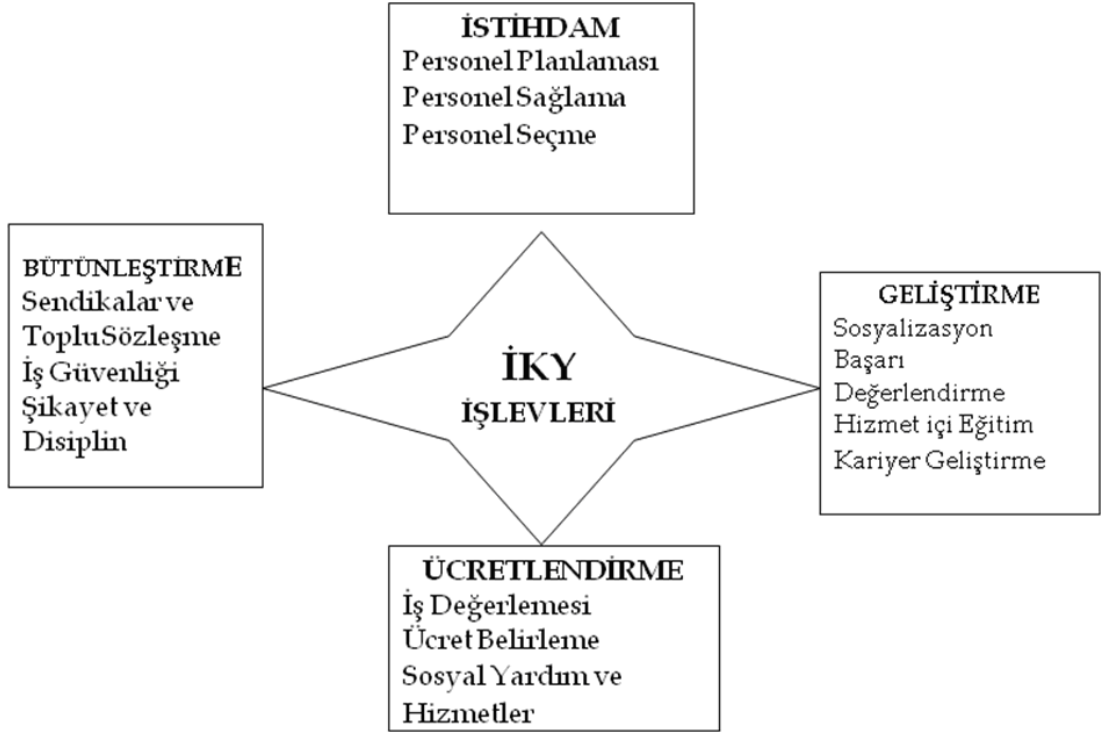 İSTİHDAM
Personel Planlaması
Personel Sağlama
Personel Seçme
BÜTÜNLEŞTİRME
Sendikalar ve
Toplu Sözleşme
İş Güvenliği
Şikayet ve
Disiplin
İKY
İŞLEVLERİ
GELİŞTİRME
Sosyalizasyon
Başarı
Değerlendirme
Hizmet içi Eğitim
Kariyer Geliştirme
ÜCRETLENDİRME
İş Değerlemesi
Ücret Belirleme
Sosyal Yardım ve
Hizmetler